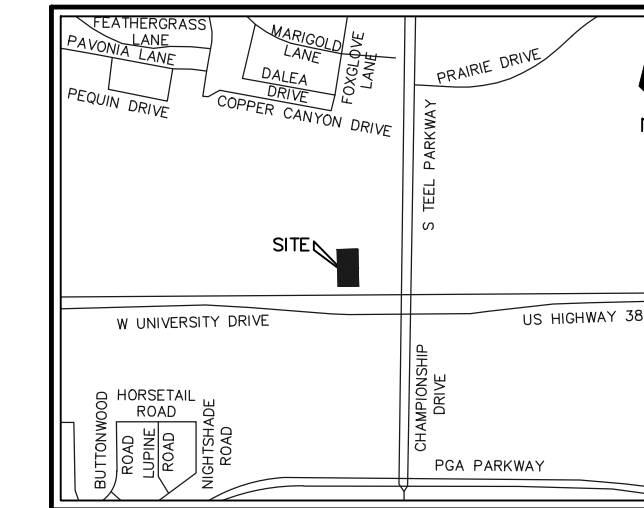 FEATHERGRASS
LANE
PAVONIA LANE
PEQUIN DRIVE
MARIGOLD
LANE
DALEA
DRIVE
FOXGLOVE
LANE
COPPER CANYON DRIVE
PRAIRIE DRIVE
S TEEL PARKWAY
SITE
W UNIVERSITY DRIVE
US HIGHWAY 38
CHAMPIONSHIP
DRIVE
BUTTONWOOD
ROAD
HORSETAIL
ROAD
LUPINE
ROAD
NIGHTSHADE
ROAD
PGA PARKWAY